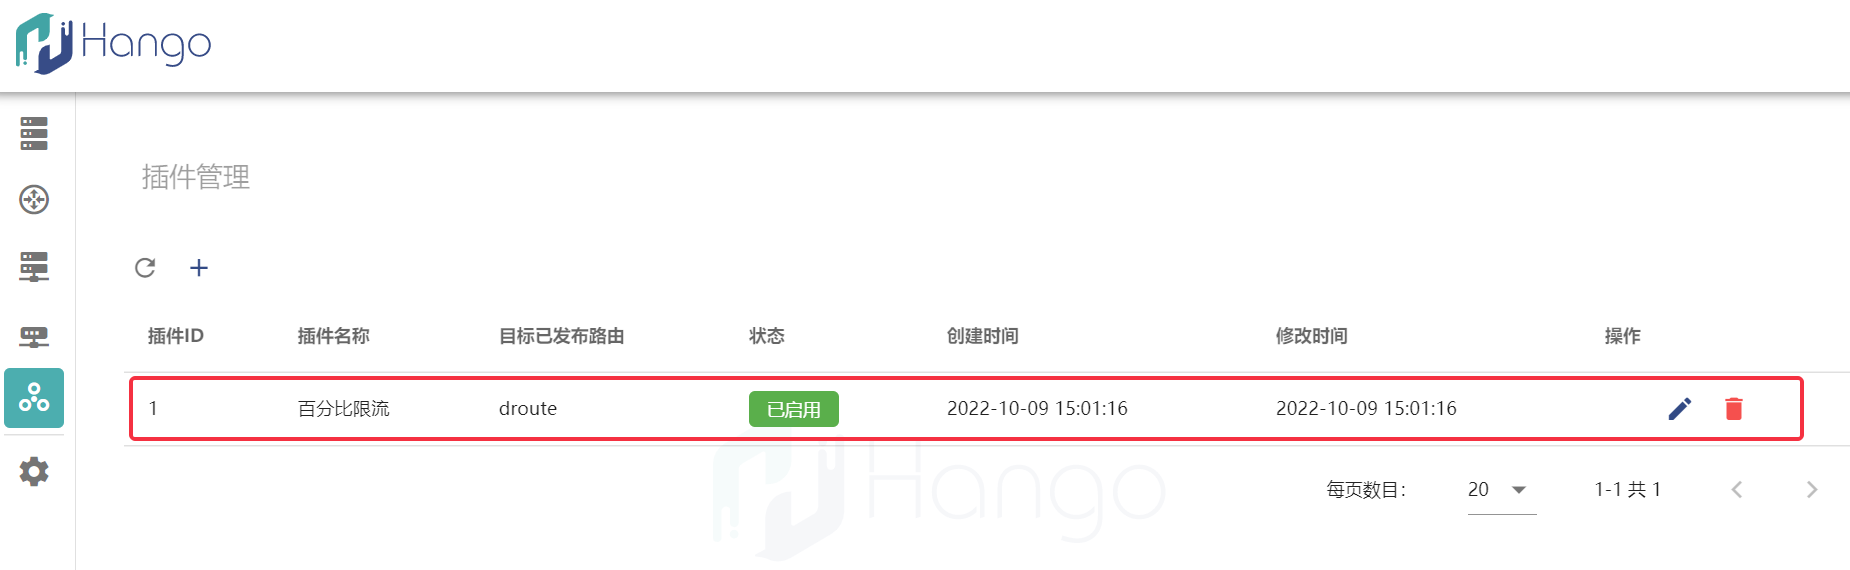 Hango
插件管理
插件ID 插件名称 目标已发布路由 状态 创建时间 修改时间 操作
1 百分比限流 droute 已启用 2022-10-09 15:01:16 2022-10-09 15:01:16
Hango
每页数目: 20 1-1 共 1